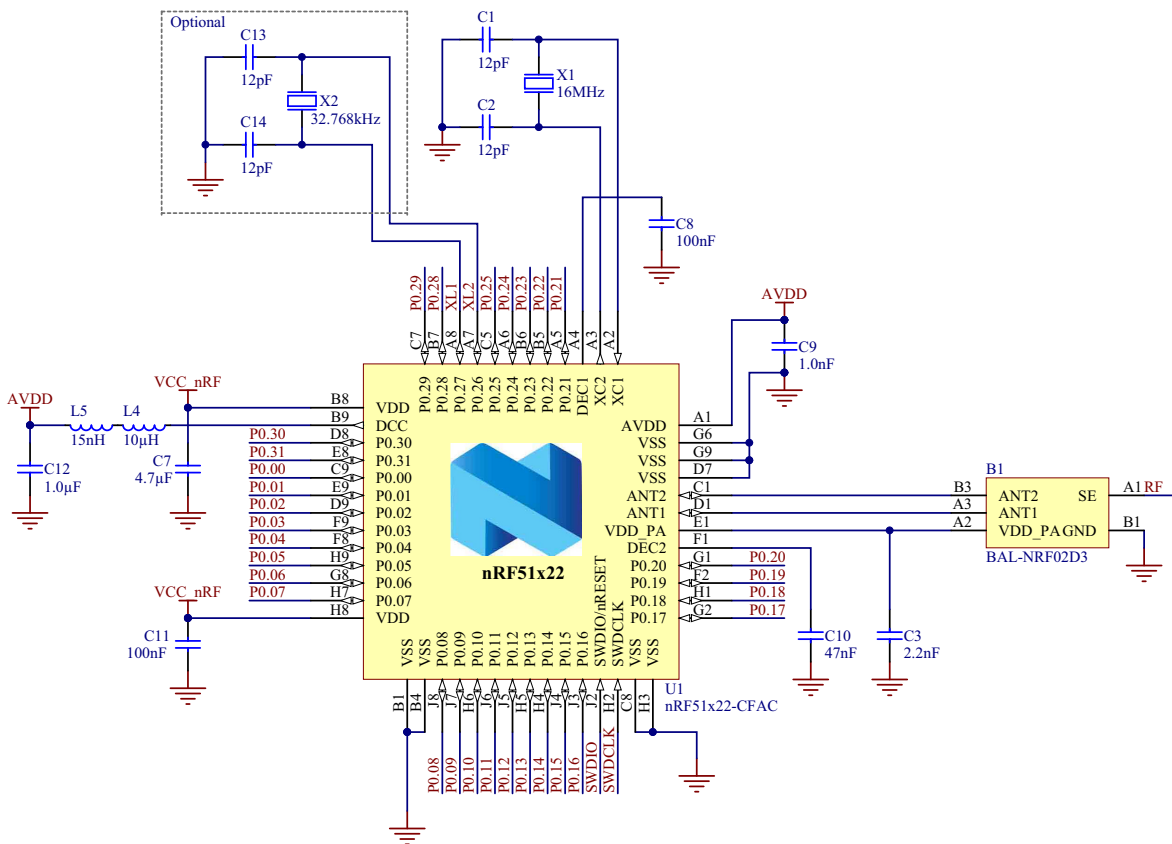 Optional
C13
12pF
X2
32.768kHz
C14
12pF
C1
12pF
X1
16MHz
C2
12pF
C8
100nF
P0.29
P0.28
XL1
XL2
P0.25
P0.24
P0.23
P0.22
P0.21
C7
B7
A8
A7
C5
A6
B6
B5
A5
A4
A3
A2
P0.29
P0.28
P0.27
P0.26
P0.25
P0.24
P0.23
P0.22
P0.21
DEC1
XC2
XC1
AVDD
C9
1.0nF
VCC_nRF
AVDD
L5
15nH
L4
10µH
C12
1.0µF
C7
4.7µF
B8 VDD
B9 DCC
P0.30 D8 P0.30
P0.31 E8 P0.31
P0.00 C9 P0.00
P0.01 E9 P0.01
P0.02 D9 P0.02
P0.03 F9 P0.03
P0.04 F8 P0.04
P0.05 H9 P0.05
P0.06 G8 P0.06
P0.07 H7 P0.07
H8 VDD
VCC_nRF
C11
100nF
nRF51x22
AVDD A1
VSS G6
VSS G9
VSS D7
ANT2 C1
ANT1 D1
VDD_PA E1
DEC2 F1
P0.20 G1 P0.20
P0.19 F2 P0.19
P0.18 H1 P0.18
P0.17 G2 P0.17
B1
B3 ANT2 SE A1 RF
A3 ANT1
A2 VDD_PA GND B1
BAL-NRF02D3
C10
47nF
C3
2.2nF
VSS
VSS
P0.08
P0.09
P0.10
P0.11
P0.12
P0.13
P0.14
P0.15
P0.16
SWDIO/nRESET
SWDCLK
VSS
VSS
U1
nRF51x22-CFAC
B1
B4
J8
J7
H6
J6
J5
H5
H4
J4
J3
J2
H2
C8
H3
P0.08
P0.09
P0.10
P0.11
P0.12
P0.13
P0.14
P0.15
P0.16
SWDIO
SWDCLK